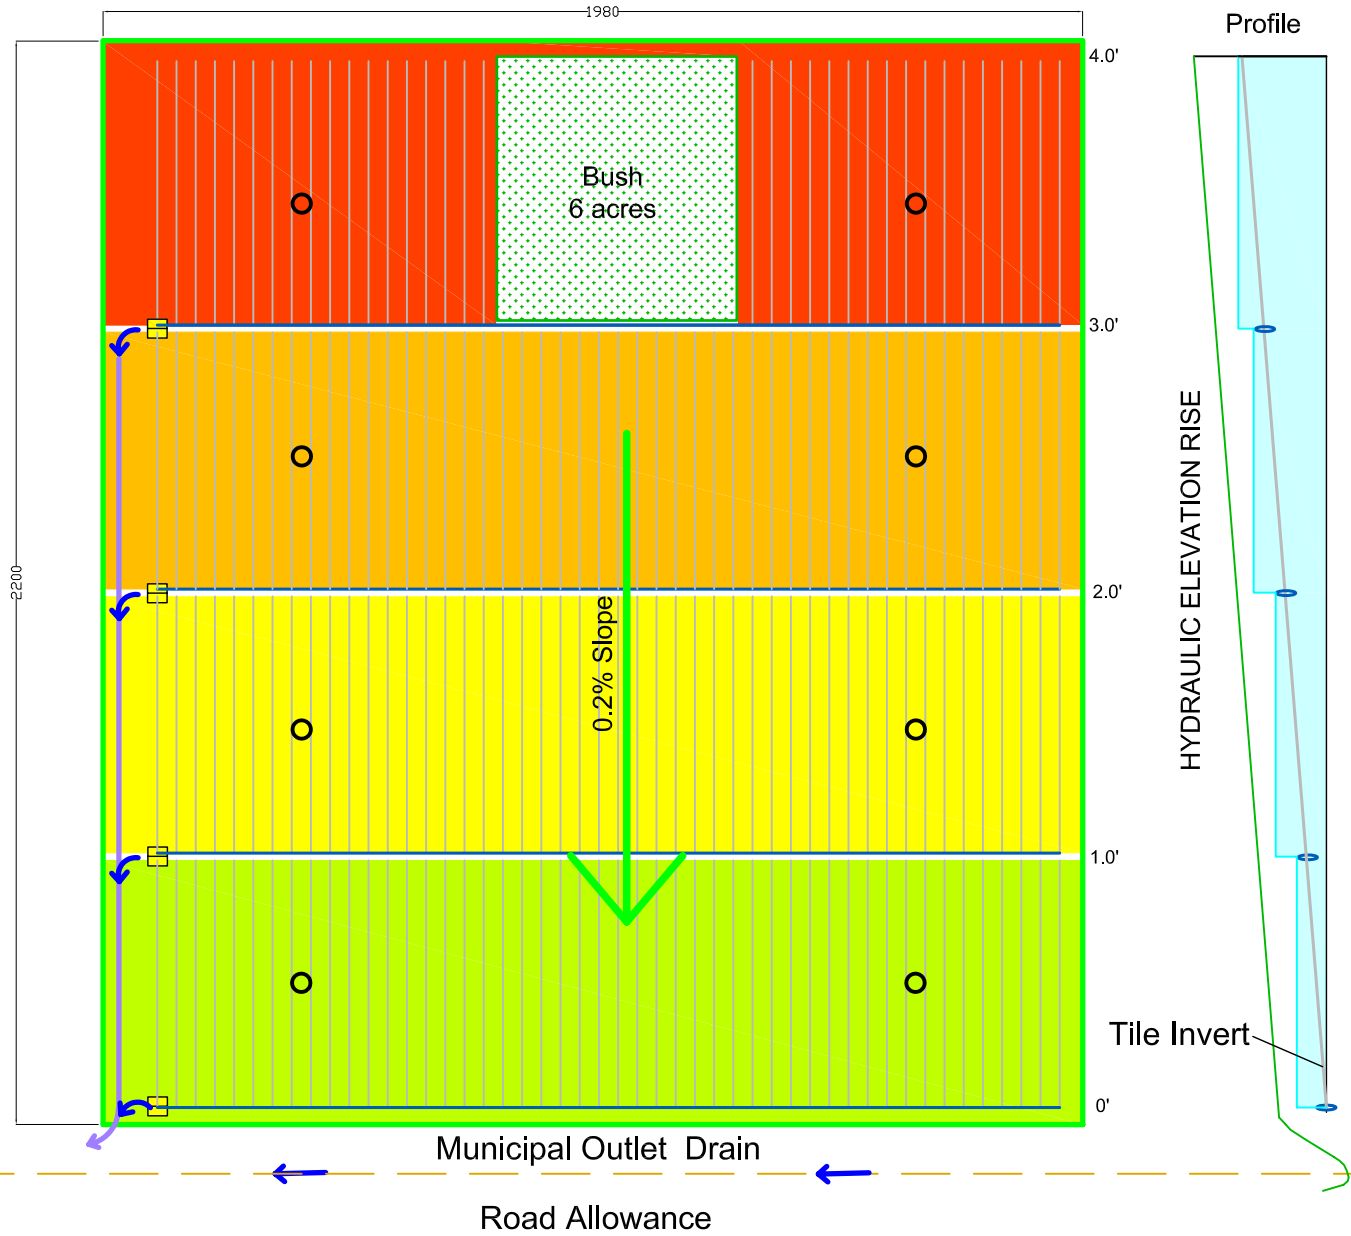 1980
Profile
4.0'
Bush
6 acres
3.0'
HYDRAULIC ELEVATION RISE
2200
2.0'
0.2% Slope
1.0'
Tile Invert
0'
Municipal Outlet Drain
Road Allowance